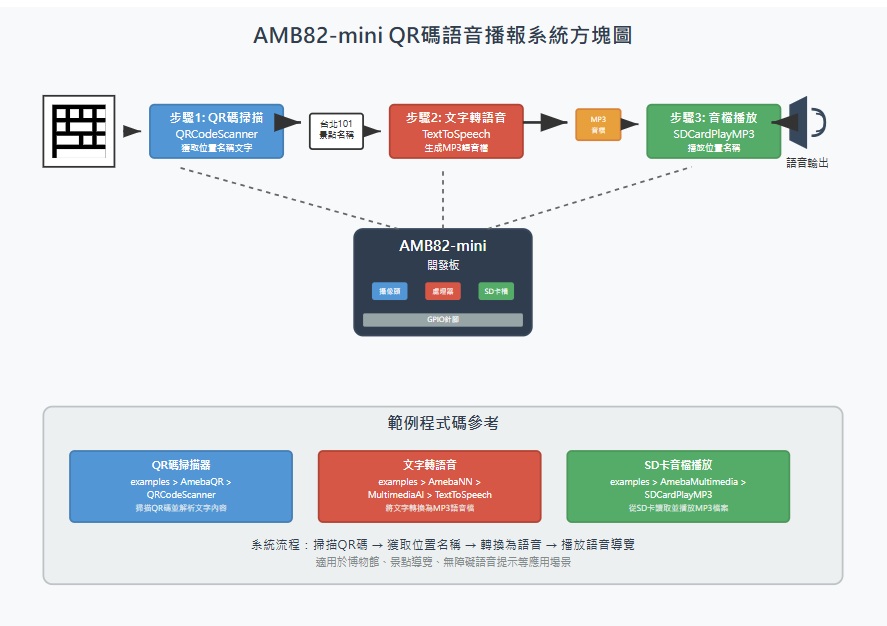 AMB82-mini QR碼語音播報系統方塊圖
步驟1: QR碼掃描
QRCodeScanner
獲取位置名稱文字
台北101
景點名稱
步驟2: 文字轉語音
TextToSpeech
生成MP3語音檔
MP3
音檔
步驟3: 音檔播放
SDCardPlayMP3
播放位置名稱
語音輸出
AMB82-mini
開發板
攝像頭
處理器
SD卡槽
GPIO針腳
範例程式碼參考
QR碼掃描器
examples > AmebaQR >
QRCodeScanner
掃描QR碼並解析文字內容
文字轉語音
examples > AmebaNN >
MultimediaAI > TextToSpeech
將文字轉換為MP3語音檔
SD卡音檔播放
examples > AmebaMultimedia >
SDCardPlayMP3
從SD卡讀取並播放MP3檔案
系統流程：掃描QR碼 → 獲取位置名稱 → 轉換為語音 → 播放語音導覽
適用於博物館、景點導覽、無障礙語音提示等應用場景